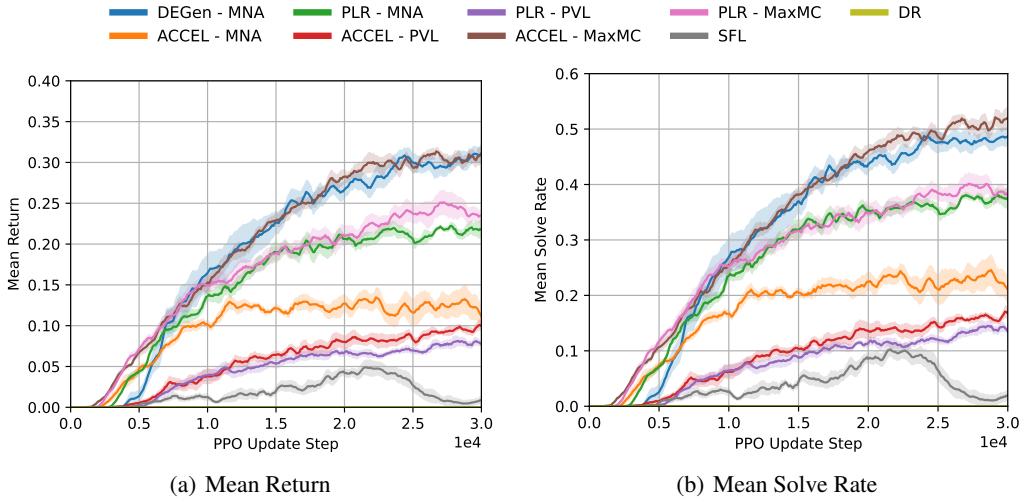 DEGen - MNA PLR - MNA PLR - PVL PLR - MaxMC DR
ACCEL - MNA ACCEL - PVL ACCEL - MaxMC SFL
0.40
0.35
0.30
0.25
0.20
0.15
0.10
0.05
0.00
Mean Return
0.0 0.5 1.0 1.5 2.0 2.5 3.0
PPO Update Step 1e4
(a) Mean Return
0.6
0.5
0.4
0.3
0.2
0.1
0.0
Mean Solve Rate
0.0 0.5 1.0 1.5 2.0 2.5 3.0
PPO Update Step 1e4
(b) Mean Solve Rate